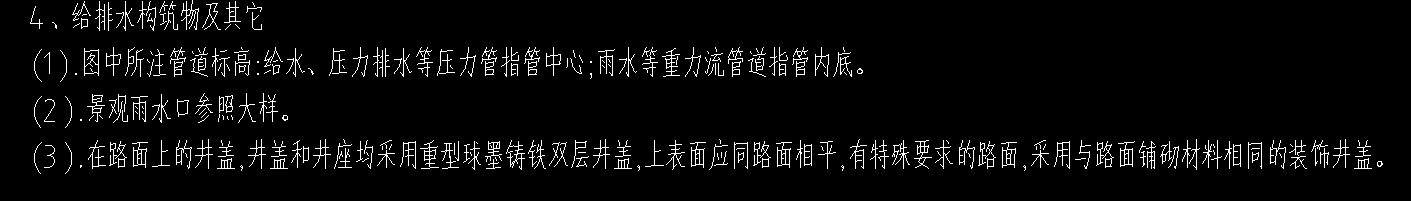 4、给排水构筑物及其它
(1).图中所注管道标高:给水、压力排水等压力管指管中心;雨水等重力流管道指管内底。
(2).景观雨水口参照大样。
(3).在路面上的井盖,井盖和井座均采用重型球墨铸铁双层井盖,上表面应同路面相平,有特殊要求的路面,采用与路面铺砌材料相同的装饰井盖。